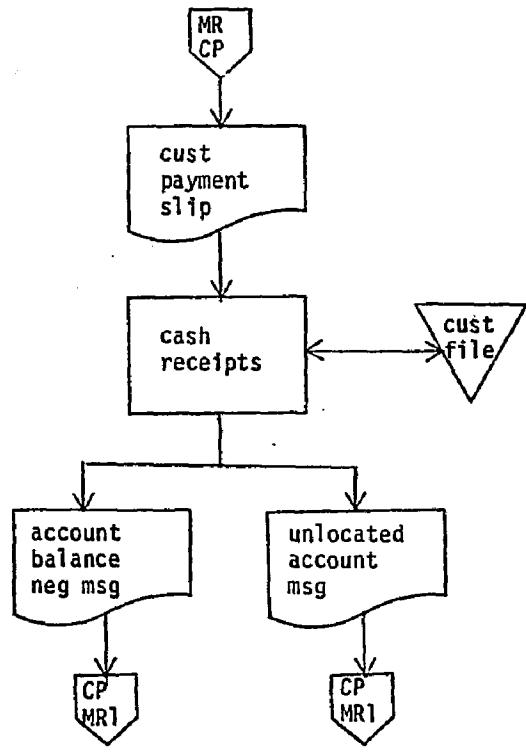 MR
CP
cust
payment
slip
cash
receipts
cust
file
account
balance
neg msg
unlocated
account
msg
CP
MR1
CP
MR1